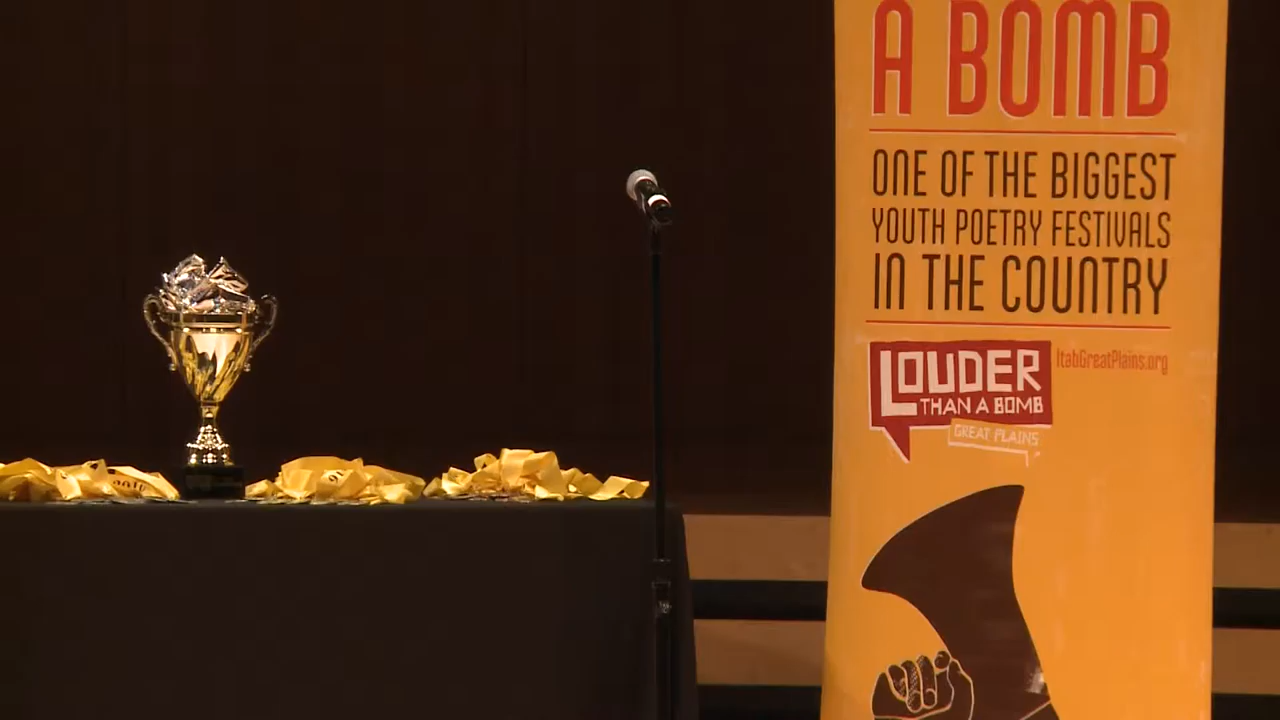 A BOMB
ONE OF THE BIGGEST
YOUTH POETRY FESTIVALS
IN THE COUNTRY
LOUDER
THAN A BOMB
GREAT PLAINS
ltabGreatPlains.org